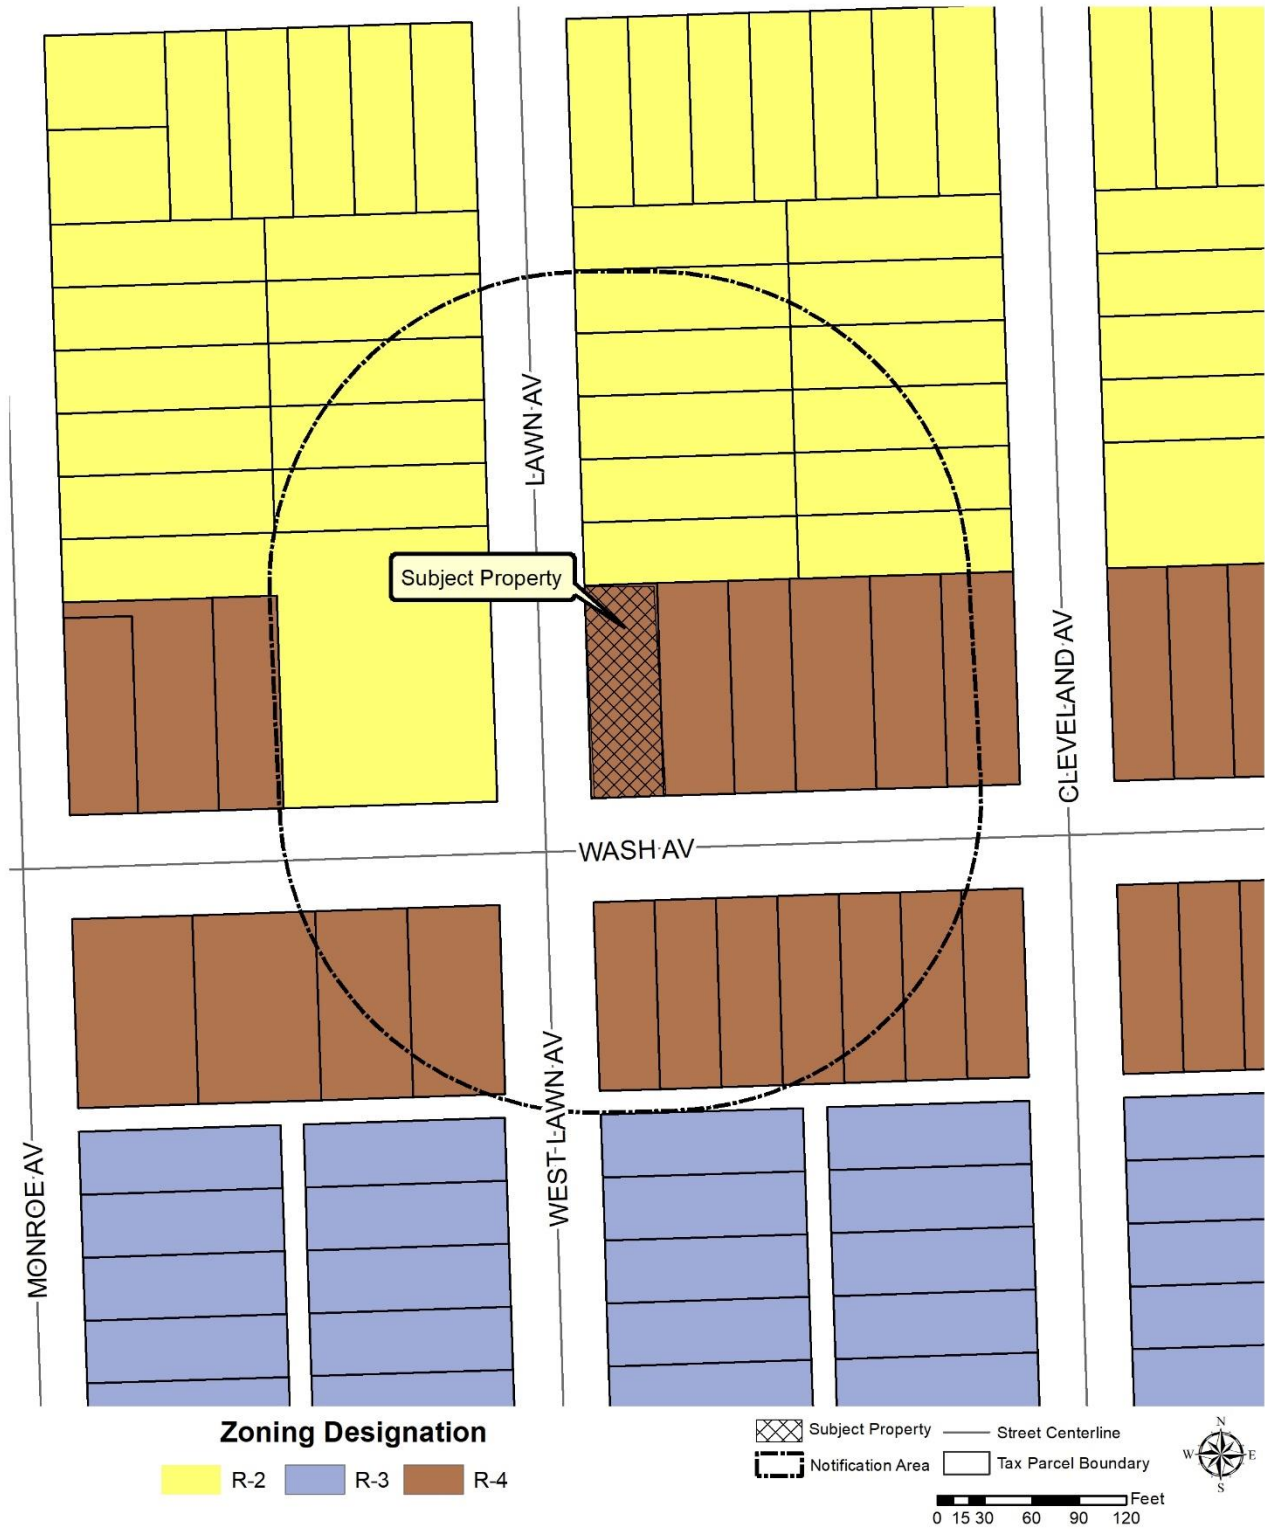 LAWN AV
Subject Property
CLEVELAND AV
WASH AV
WEST LAWN AV
MONROE AV
Zoning Designation
R-2 R-3 R-4
Subject Property Street Centerline
Notification Area Tax Parcel Boundary
N
W E
S
Feet
0 15 30 60 90 120